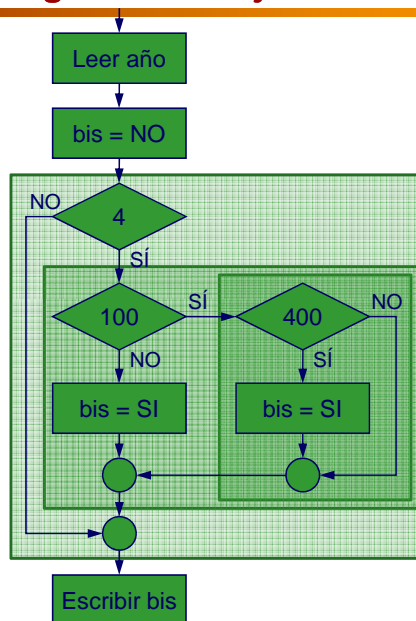 Leer año
bis = NO
NO
4
SÍ
100
SÍ
400
NO
NO
SÍ
bis = SI
bis = SI
Escribir bis